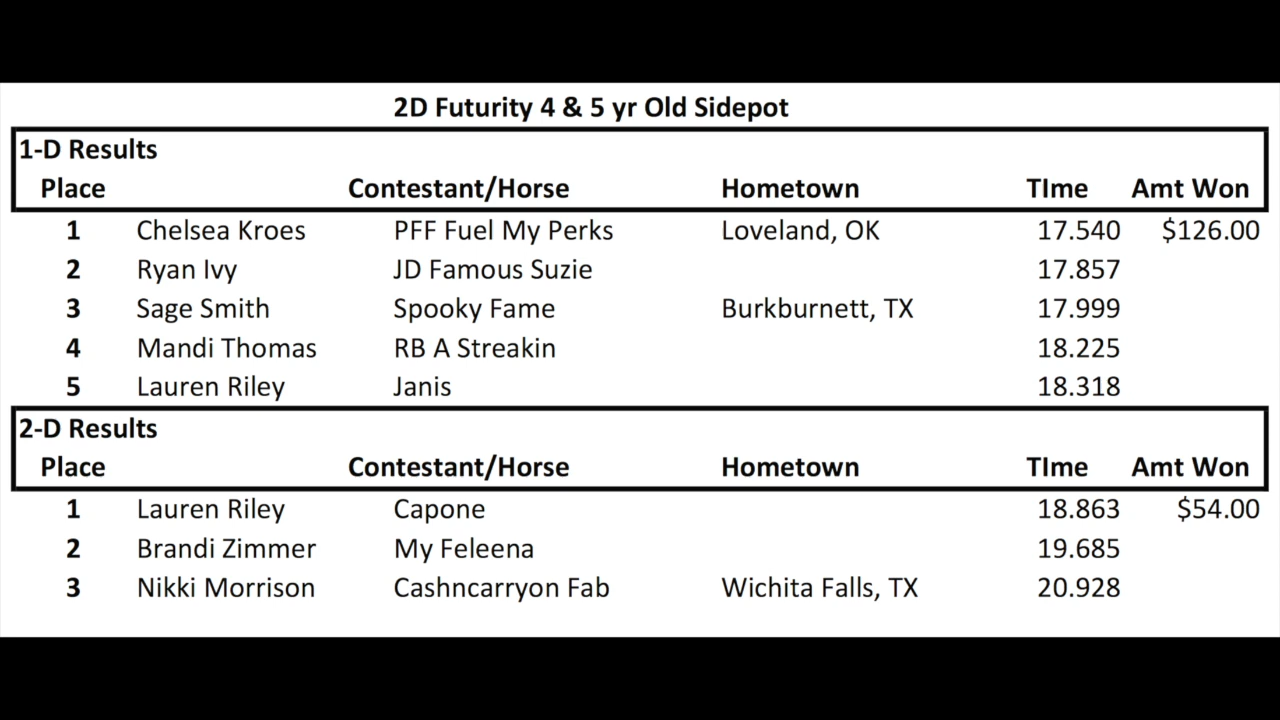 2D Futurity 4 & 5 yr Old Sidepot
1-D Results
Place Contestant/Horse Hometown TIme Amt Won
1 Chelsea Kroes PFF Fuel My Perks Loveland, OK 17.540 $126.00
2 Ryan Ivy JD Famous Suzie 17.857
3 Sage Smith Spooky Fame Burkburnett, TX 17.999
4 Mandi Thomas RB A Streakin 18.225
5 Lauren Riley Janis 18.318
2-D Results
Place Contestant/Horse Hometown TIme Amt Won
1 Lauren Riley Capone 18.863 $54.00
2 Brandi Zimmer My Feleena 19.685
3 Nikki Morrison Cashncarryon Fab Wichita Falls, TX 20.928